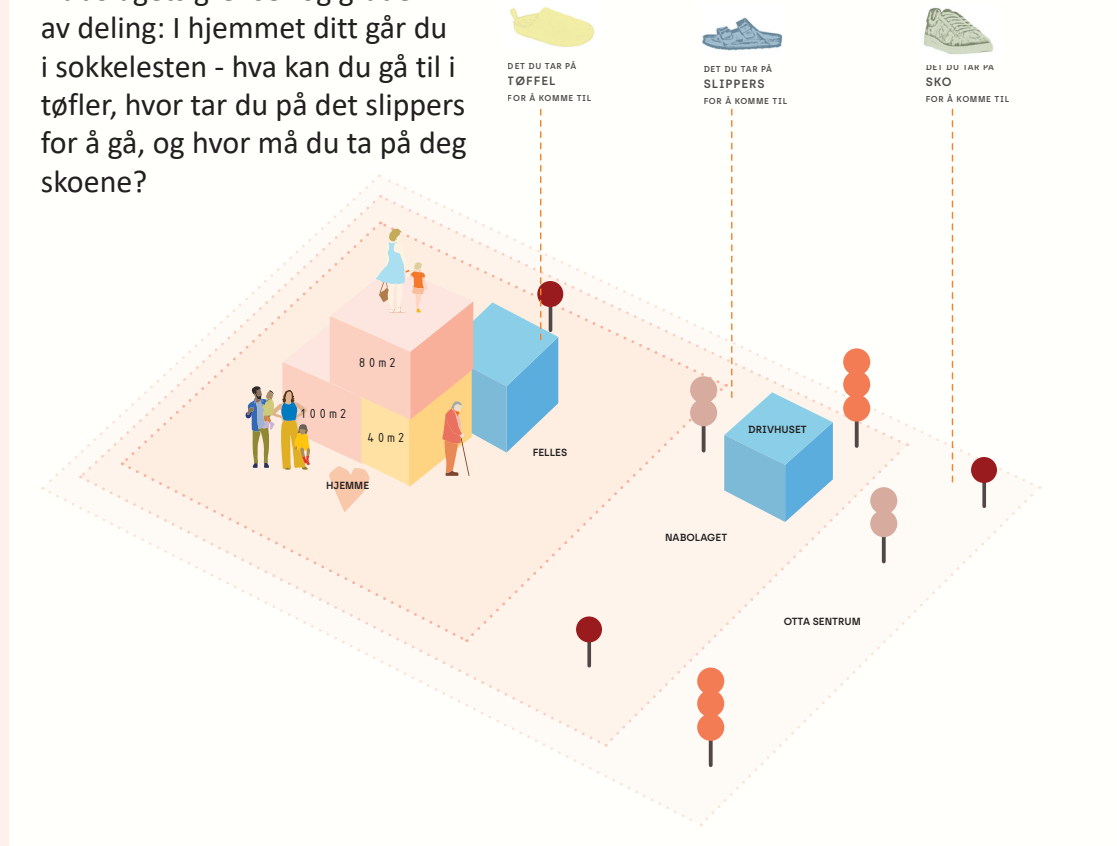 av deling: I hjemmet ditt går du
i sokkelesten - hva kan du gå til i
tøfler, hvor tar du på det slippers
for å gå, og hvor må du ta på deg
skoene?
DET DU TAR PÅ
TØFFEL
FOR Å KOMME TIL
DET DU TAR PÅ
SLIPPERS
FOR Å KOMME TIL
DET DU TAR PÅ
SKO
FOR Å KOMME TIL
80m2
100m2
40m2
HJEMME
FELLES
DRIVHUSET
NABOLAGET
OTTA SENTRUM